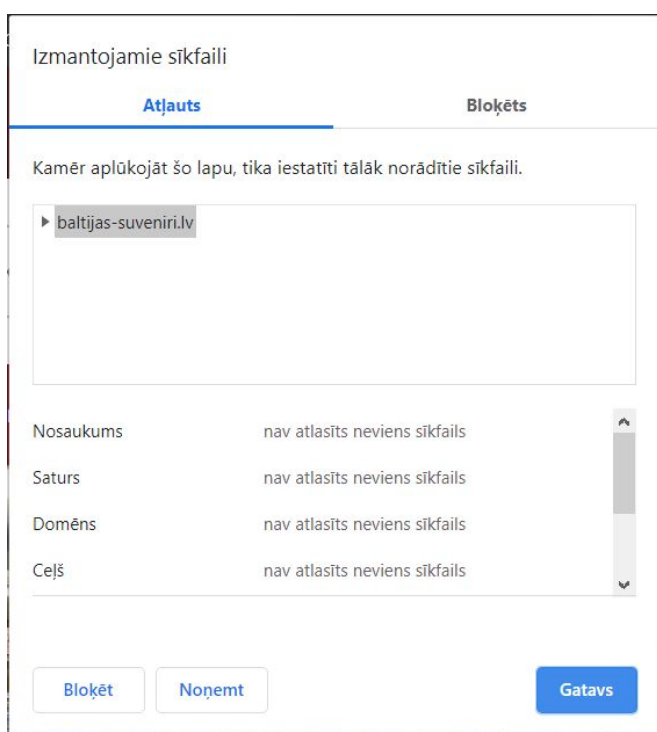 Izmantojamie sīkfaili
Atļauts
Bloķēts
Kamēr aplūkojāt šo lapu, tika iestatīti tālāk norādītie sīkfaili.
baltijas-suveniri.lv
Nosaukums nav atlasīts neviens sīkfails
Saturs nav atlasīts neviens sīkfails
Domēns nav atlasīts neviens sīkfails
Ceļš nav atlasīts neviens sīkfails
Bloķēt
Noņemt
Gatavs